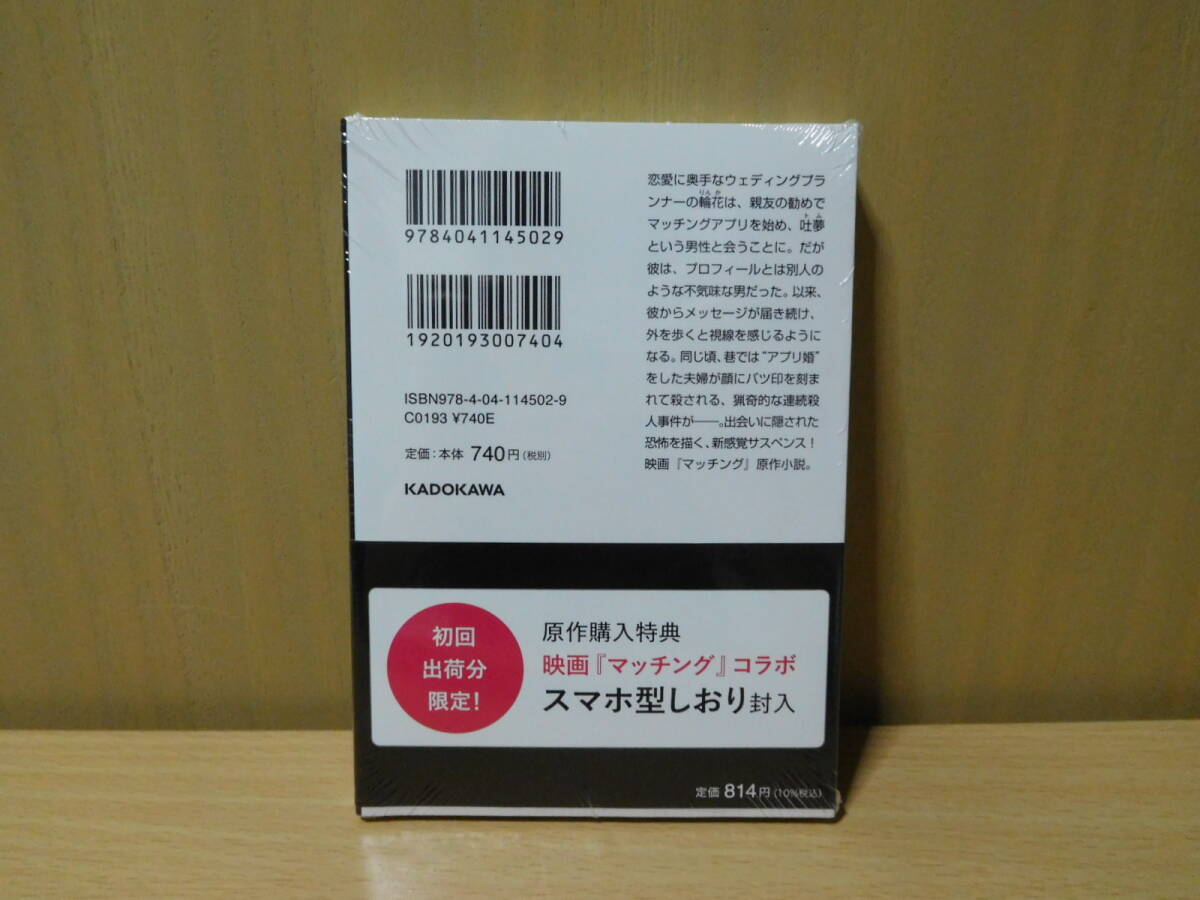 9784041145029
1920193007404
ISBN978-4-04-114502-9
C0193 ¥740E
定価：本体 740円（税別）
KADOKAWA
恋愛に奥手なウェディングプラ
ンナーの輪花は、親友の勧めで
マッチングアプリを始め、吐夢
という男性と会うことに。だが
彼は、プロフィールとは別人の
ような不気味な男だった。以来、
彼からメッセージが届き続け、
外を歩くと視線を感じるように
なる。同じ頃、巷では“アプリ婚”
をした夫婦が顔にバツ印を刻ま
れて殺される、猟奇的な連続殺
人事件が――。出会いに隠された
恐怖を描く、新感覚サスペンス！
映画『マッチング』原作小説。
りんか
とむ
初回
出荷分
限定！
原作購入特典
映画『マッチング』コラボ
スマホ型しおり封入
定価 814円（10%税込）